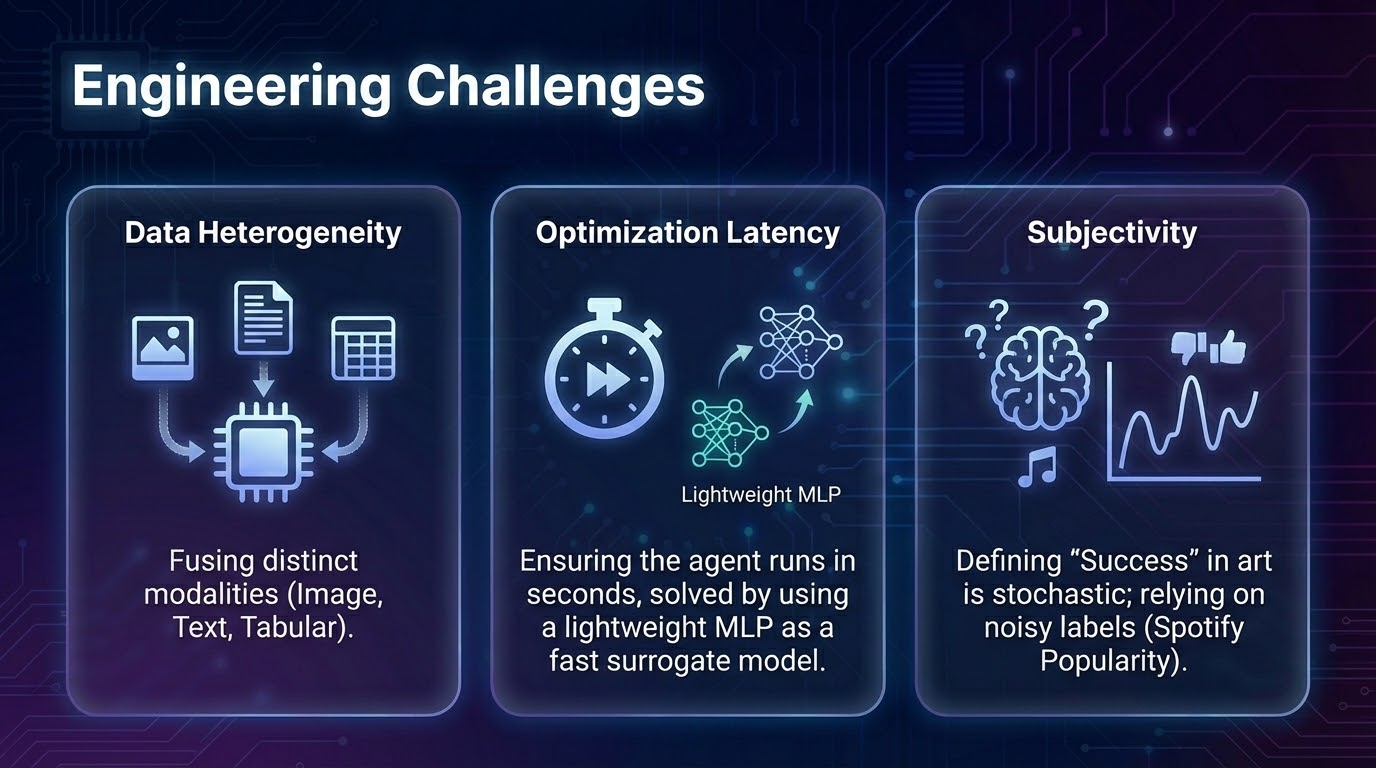 Engineering Challenges
Data Heterogeneity
Fusing distinct
modalities (Image,
Text, Tabular).
Optimization Latency
Lightweight MLP
Ensuring the agent runs in
seconds, solved by using
a lightweight MLP as a
fast surrogate model.
Subjectivity
? ? ?
Defining “Success” in art
is stochastic; relying on
noisy labels (Spotify
Popularity).